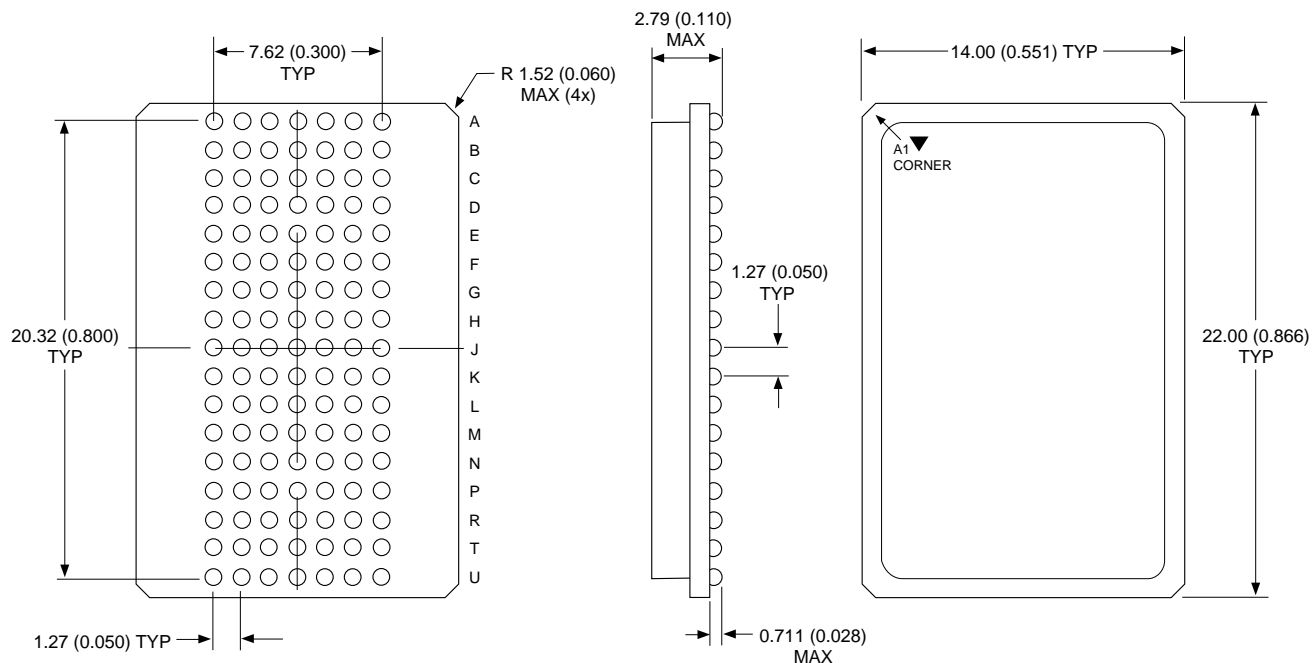 7.62 (0.300)
TYP
R 1.52 (0.060)
MAX (4x)
A
B
C
D
E
F
G
H
J
K
L
M
N
P
R
T
U
20.32 (0.800)
TYP
1.27 (0.050) TYP
2.79 (0.110)
MAX
1.27 (0.050)
TYP
0.711 (0.028)
MAX
14.00 (0.551) TYP
A1
CORNER
22.00 (0.866)
TYP